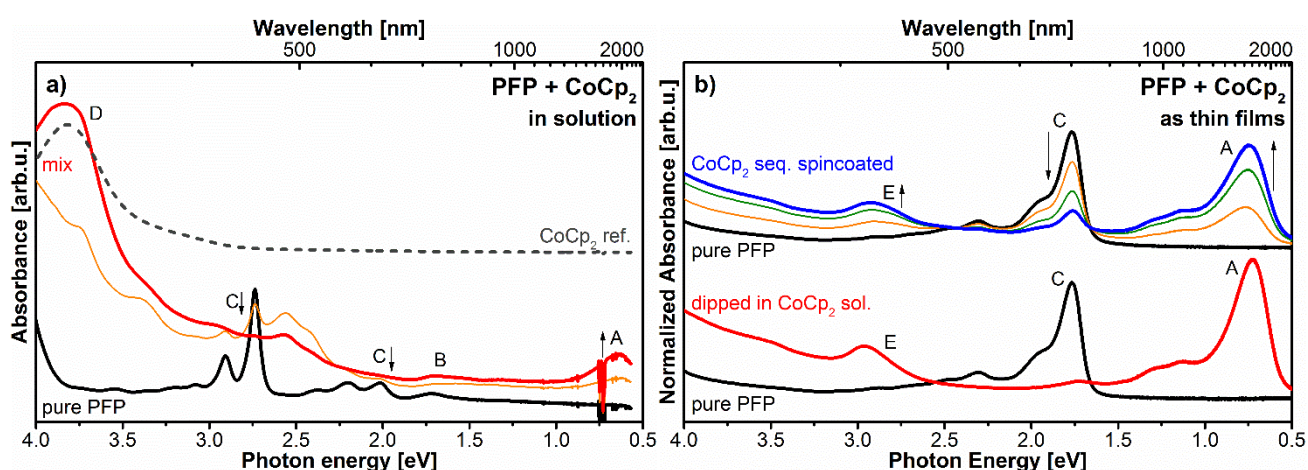 Wavelength [nm]
500 1000 2000
a)
PFP + CoCp₂
in solution
D
mix
CoCp₂ ref.
C
C
B
A
pure PFP
Absorbance [arb.u.]
4.0 3.5 3.0 2.5 2.0 1.5 1.0 0.5
Photon energy [eV]
Wavelength [nm]
500 1000 2000
b)
PFP + CoCp₂
as thin films
C
A
CoCp₂ seq. spincoated
E
pure PFP
C
A
dipped in CoCp₂ sol.
E
pure PFP
Normalized Absorbance [arb.u.]
4.0 3.5 3.0 2.5 2.0 1.5 1.0 0.5
Photon Energy [eV]